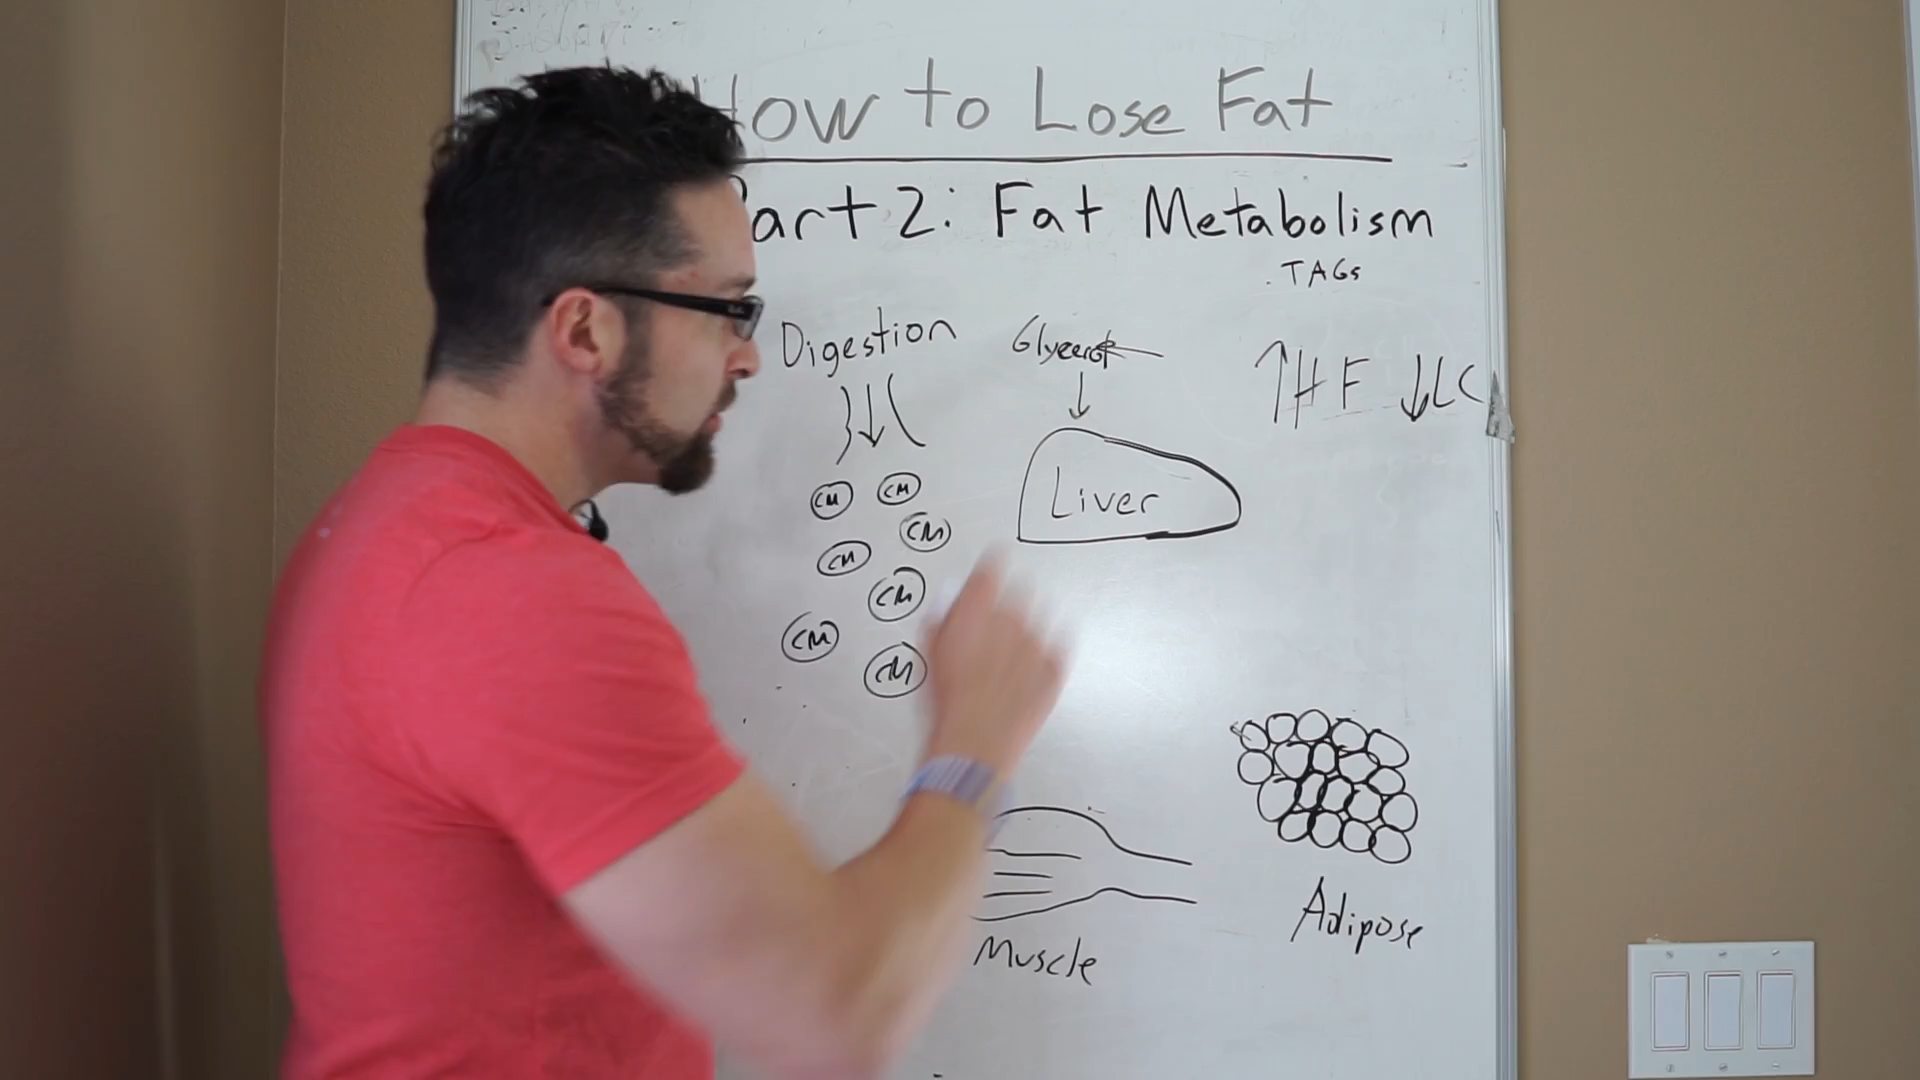 How to Lose Fat
Part 2: Fat Metabolism
TAGs
Digestion
Glycerol
↑HF ↓LC
CM
CM
CM
CM
CM
CM
CM
Liver
Muscle
Adipose